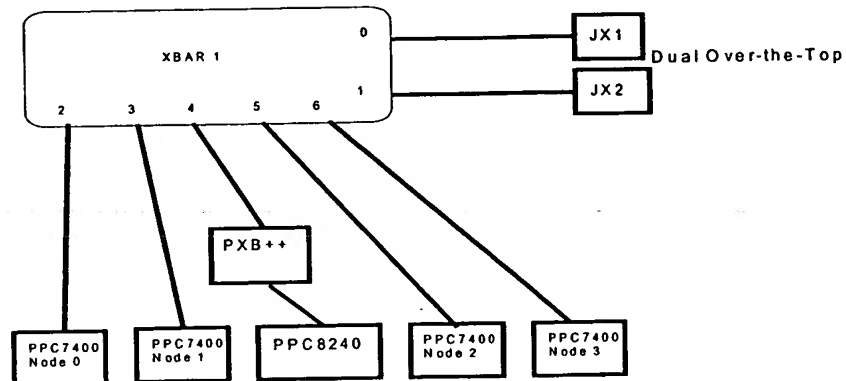 0
JX1
XBAR 1
Dual Over-the-Top
1
JX2
2
3
4
5
6
PXB++
PPC7400
Node 0
PPC7400
Node 1
PPC8240
PPC7400
Node 2
PPC7400
Node 3